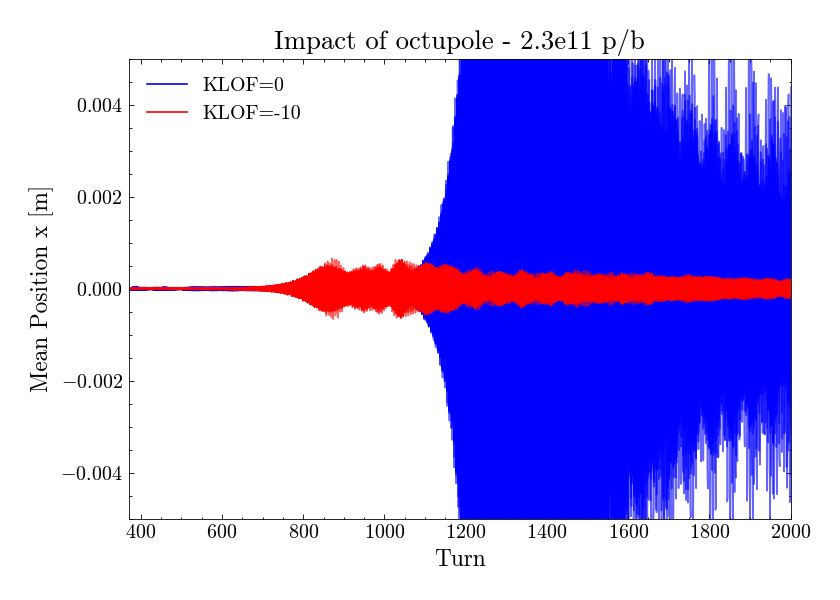 Impact of octupole - 2.3e11 p/b
KLOF=0
KLOF=-10
Mean Position x [m]
0.004
0.002
0.000
−0.002
−0.004
400 600 800 1000 1200 1400 1600 1800 2000
Turn